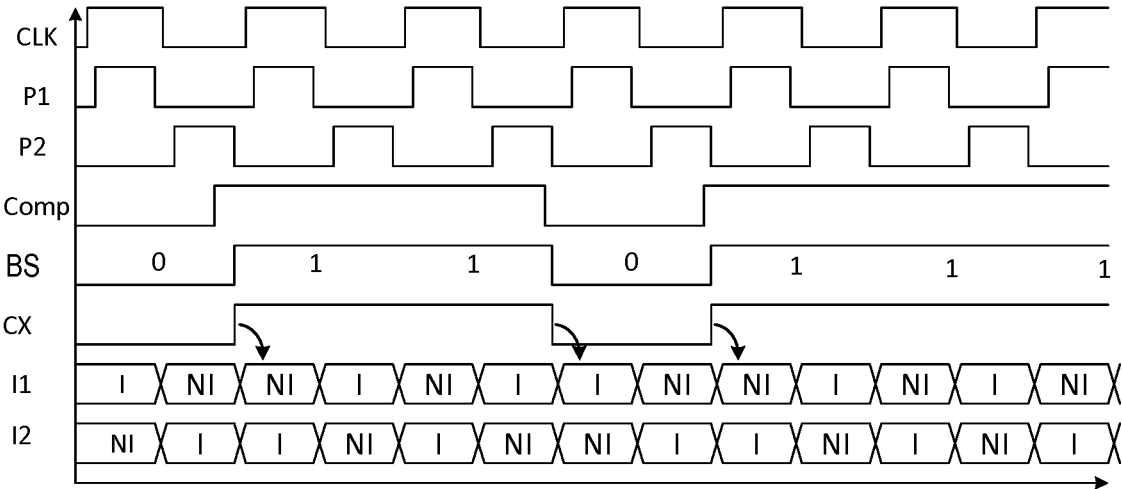 CLK
P1
P2
Comp
BS 0 1 1 0 1 1 1
CX
I1 I NI NI I NI I I NI NI I NI I NI
I2 NI I I NI I NI NI I I NI I NI I